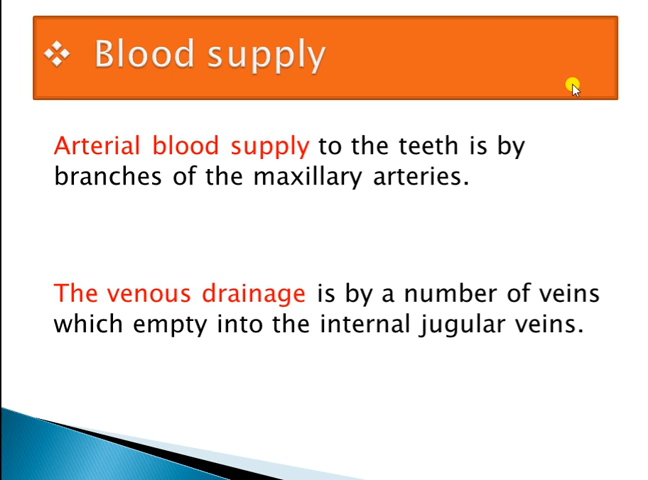 ❖ Blood supply
Arterial blood supply to the teeth is by
branches of the maxillary arteries.
The venous drainage is by a number of veins
which empty into the internal jugular veins.